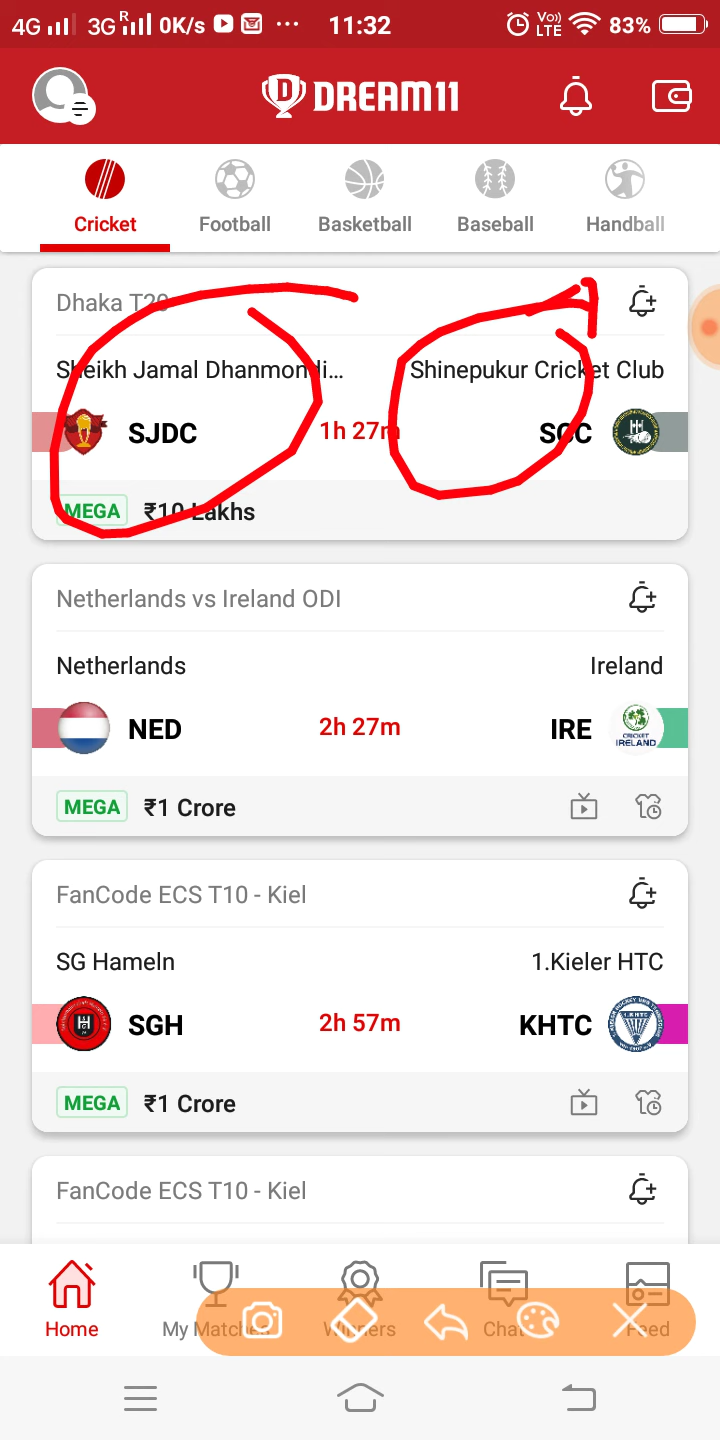 4G 3G R 0K/s ... 11:32 Vo)) LTE 83%
DREAM11
Cricket Football Basketball Baseball Handball
Dhaka T20
Sheikh Jamal Dhanmondi... Shinepukur Cricket Club
SJDC 1h 27m SCC
MEGA ₹10 Lakhs
Netherlands vs Ireland ODI
Netherlands Ireland
NED 2h 27m IRE
CRICKET
IRELAND
MEGA ₹1 Crore
FanCode ECS T10 - Kiel
SG Hameln 1.Kieler HTC
SGH 2h 57m KHTC
MEGA ₹1 Crore
FanCode ECS T10 - Kiel
Home My Matches Winners Chat Feed